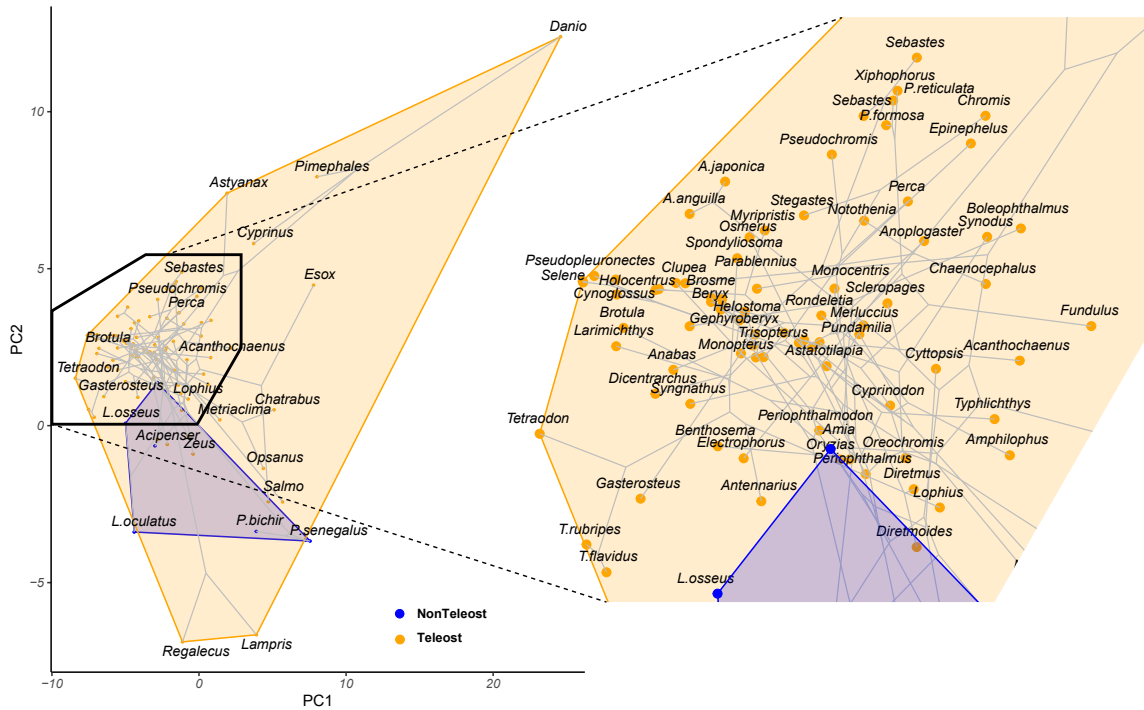 Danio
Pimephales
Astyanax
Cyprinus
Esox
Sebastes
Pseudochromis
Perca
Brotula
Acanthochaenus
Tetraodon
Gasterosteus
Lophius
L.osseus
Metriaclima
Chatrabus
Acipenser
Zeus
Opsanus
Salmo
L.oculatus
P.bichir
P.senegalus
Regalecus
Lampris
NonTeleost
Teleost
10
5
0
−5
PC2
−10
0
10
20
PC1
Sebastes
Xiphophorus
P.reticulata
Sebastes
P.formosa
Chromis
Epinephelus
Pseudochromis
A.japonica
A.anguilla
Stegastes
Perca
Notothenia
Boleophthalmus
Synodus
Myripristis
Osmerus
Anoplogaster
Spondyliosoma
Parablennius
Pseudopleuronectes
Selene
Holocentrus
Clupea
Brosme
Monocentris
Chaenocephalus
Scleropages
Cynoglossus
Beryx
Helostoma
Rondeletia
Brotula
Gephyroberyx
Merluccius
Fundulus
Larimichthys
Trisopterus
Pundamilia
Monopterus
Astatotilapia
Acanthochaenus
Anabas
Cyttopsis
Dicentrarchus
Syngnathus
Cyprinodon
Typhlichthys
Tetraodon
Periophthalmodon
Benthosema
Amia
Electrophorus
Oryzias
Oreochromis
Amphilophus
Periophthalmus
Gasterosteus
Antennarius
Diretmus
Lophius
T.rubripes
Diretmoides
T.flavidus
L.osseus